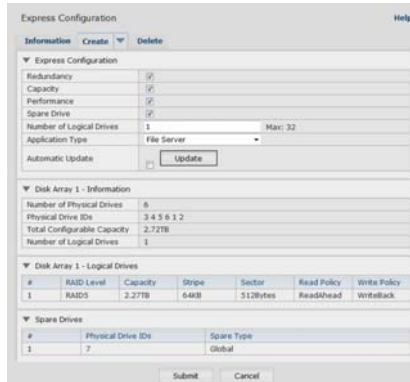 Express Configuration Help
Information Create Delete
Express Configuration
Redundancy
Capacity
Performance
Spare Drive
Number of Logical Drives 1 Max: 32
Application Type File Server
Automatic Update Update
Disk Array 1 - Information
Number of Physical Drives 6
Physical Drive IDs 3 4 5 6 1 2
Total Configurable Capacity 2.72TB
Number of Logical Drives 1
Disk Array 1 - Logical Drives
# RAID Level Capacity Stripe Sector Read Policy Write Policy
1 RAID5 2.27TB 64KB 512Bytes ReadAhead WriteBack
Spare Drives
# Physical Drive IDs Spare Type
1 7 Global
Submit Cancel